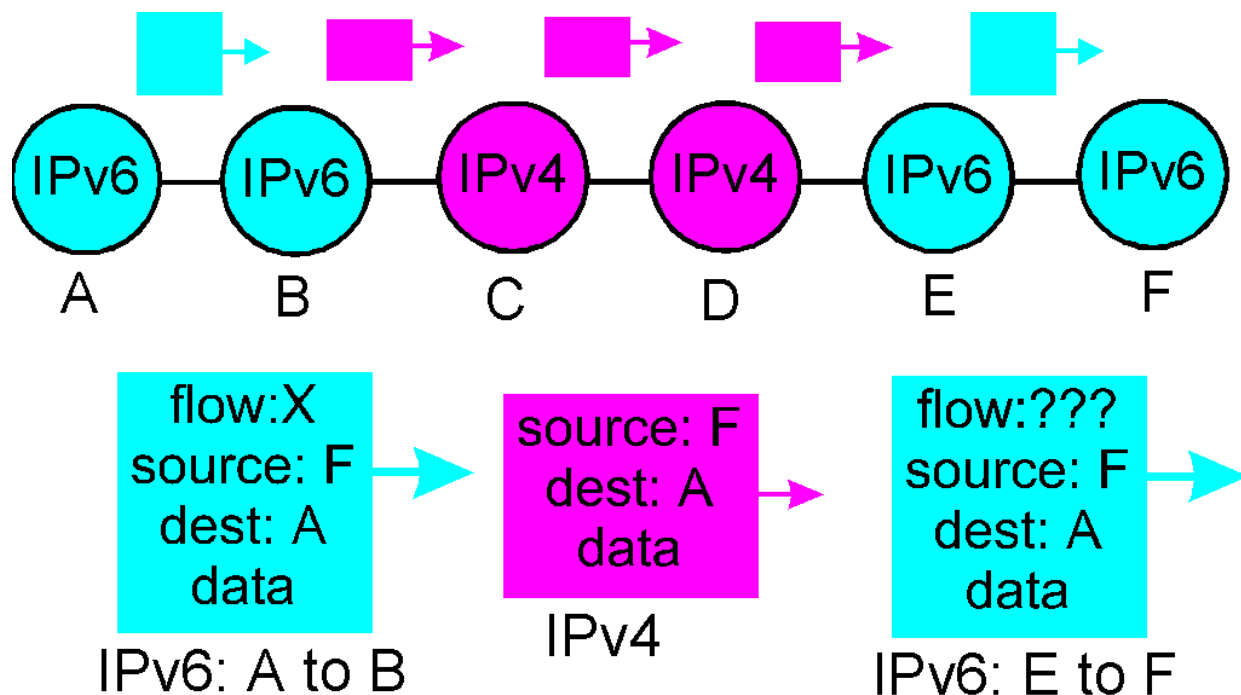 IPv6 IPv6 IPv4 IPv4 IPv6 IPv6
A B C D E F
flow:X
source: F
dest: A
data
IPv6: A to B
source: F
dest: A
data
IPv4
flow:???
source: F
dest: A
data
IPv6: E to F